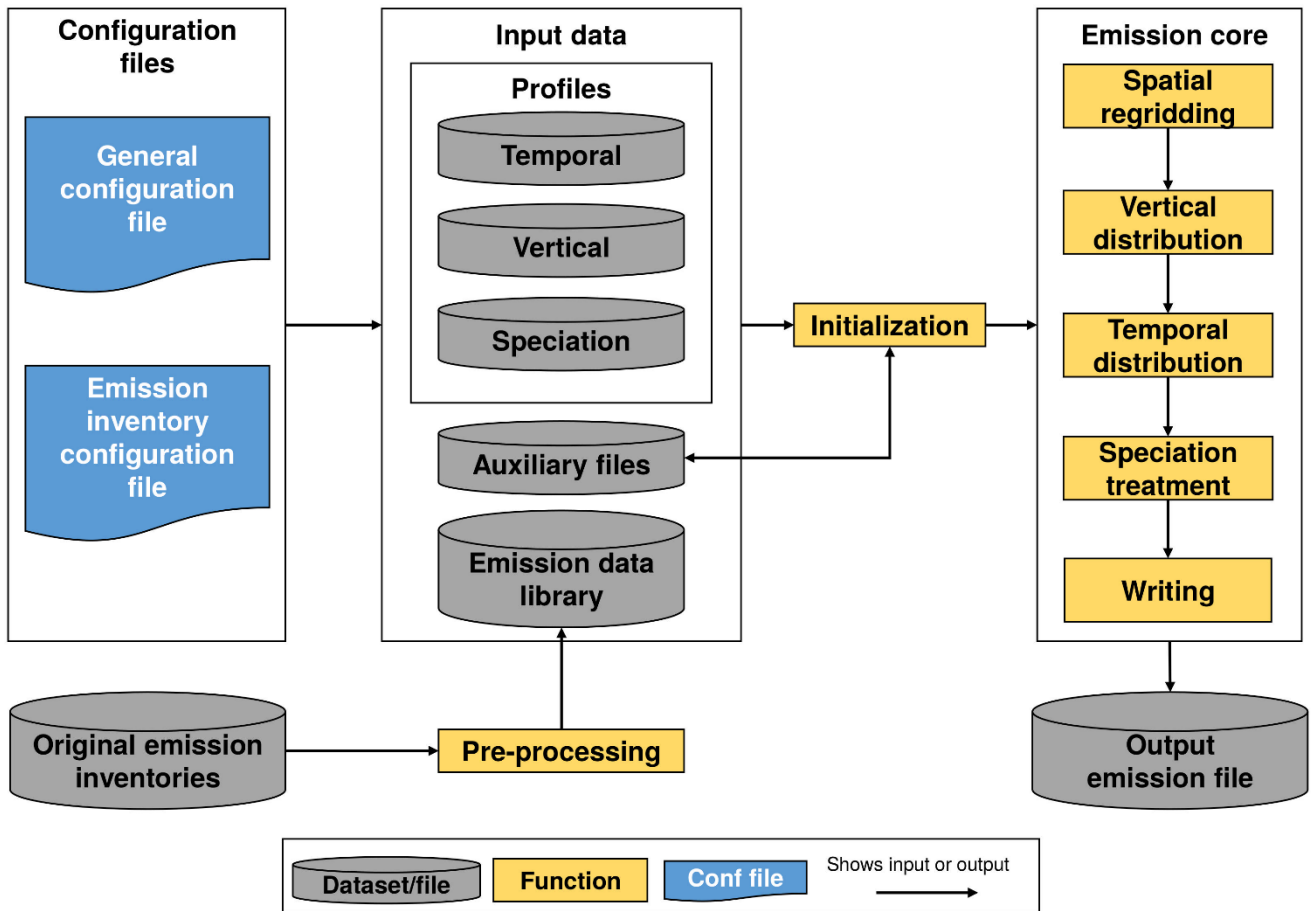 Configuration
files
General
configuration
file
Emission
inventory
configuration
file
Input data
Profiles
Temporal
Vertical
Speciation
Auxiliary files
Emission data
library
Initialization
Emission core
Spatial
regridding
Vertical
distribution
Temporal
distribution
Speciation
treatment
Writing
Original emission
inventories
Pre-processing
Output
emission file
Dataset/file
Function
Conf file
Shows input or output